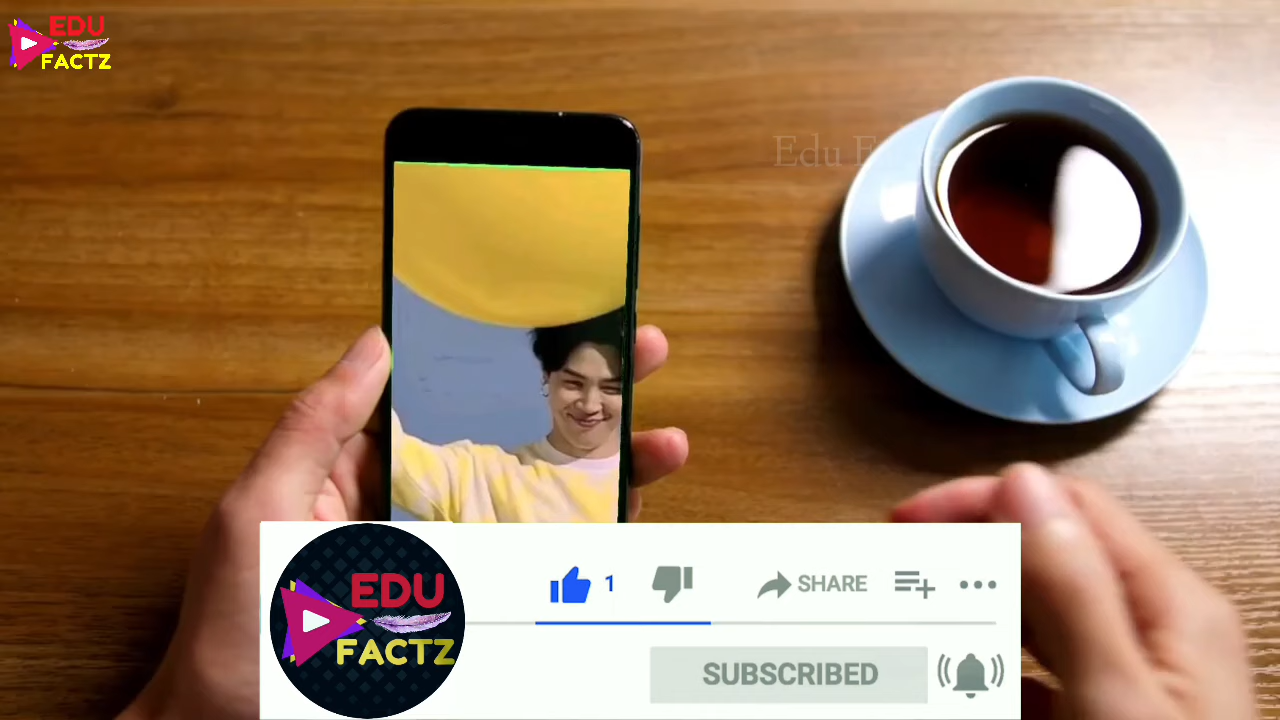 EDU
FACTZ
Edu F
EDU
FACTZ
1
SHARE
SUBSCRIBED